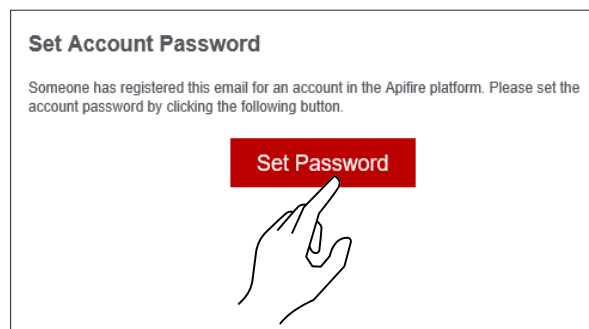 Set Account Password
Someone has registered this email for an account in the Apifire platform. Please set the
account password by clicking the following button.
Set Password